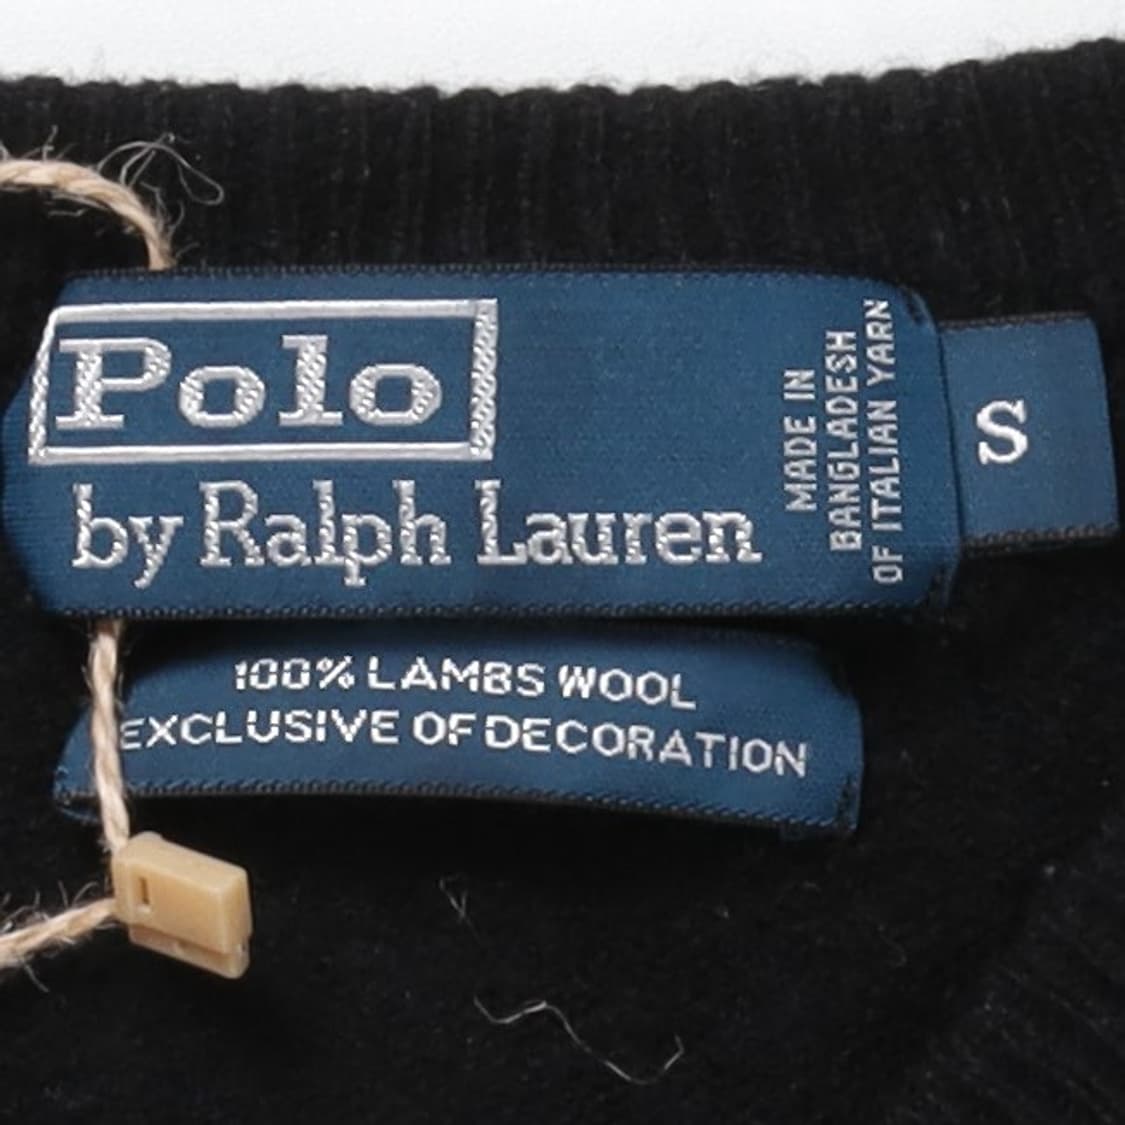 Polo
by Ralph Lauren
MADE IN
BANGLADESH
OF ITALIAN YARN
S
100% LAMBS WOOL
EXCLUSIVE OF DECORATION